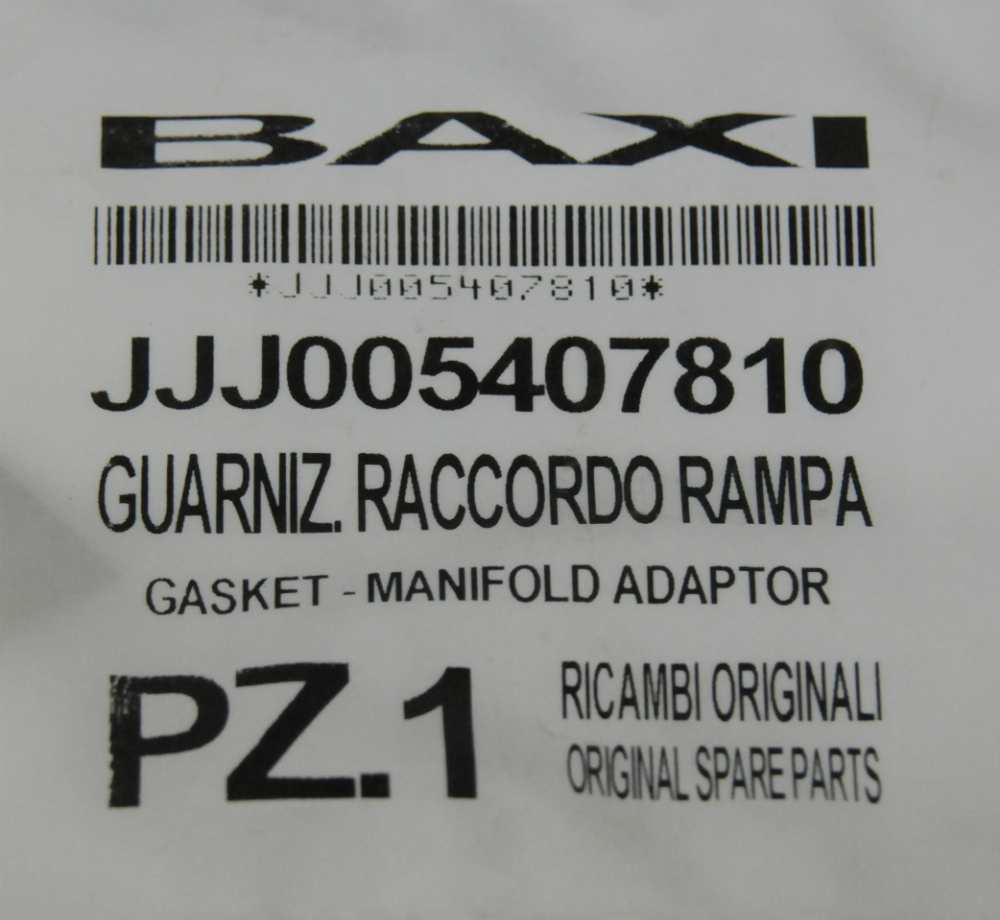 BAXI
*JJJ005407810*
JJJ005407810
GUARNIZ. RACCORDO RAMPA
GASKET - MANIFOLD ADAPTOR
PZ.1
RICAMBI ORIGINALI
ORIGINAL SPARE PARTS